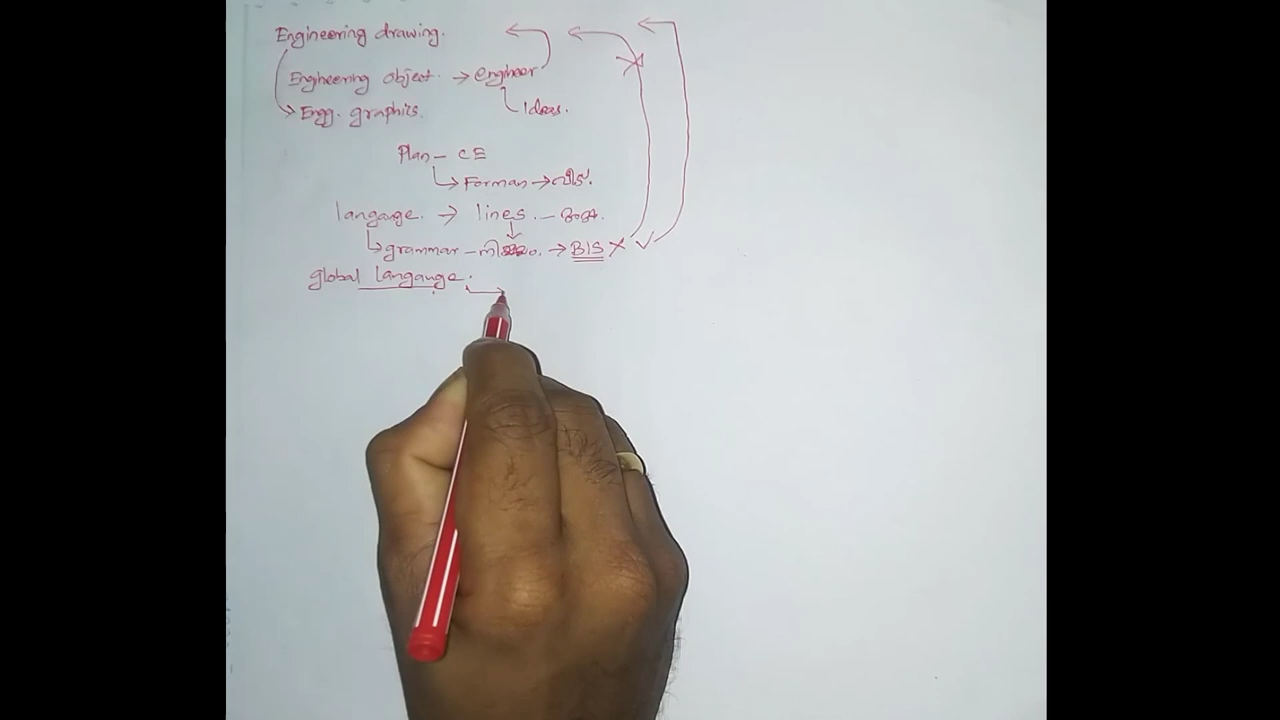 Engineering drawing.
Engineering object. → engineer
Engg. graphics. Ideas.
Plan - CE
Forman → വീട്.
langauge. → lines. -
grammar - → BIS ✗ ✓
global langauge.